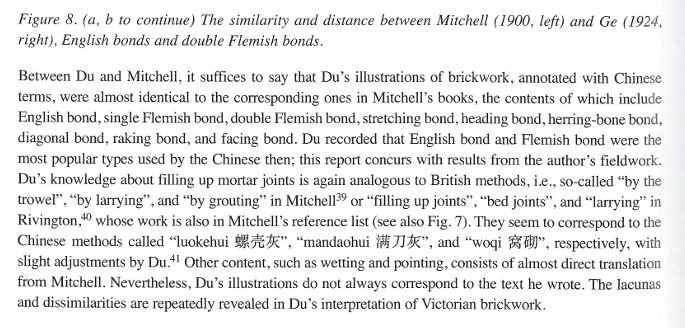 Figure 8. (a, b to continue) The similarity and distance between Mitchell (1900, left) and Ge (1924,
right), English bonds and double Flemish bonds.
Between Du and Mitchell, it suffices to say that Du's illustrations of brickwork, annotated with Chinese
terms, were almost identical to the corresponding ones in Mitchell's books, the contents of which include
English bond, single Flemish bond, double Flemish bond, stretching bond, heading bond, herring-bone bond,
diagonal bond, raking bond, and facing bond. Du recorded that English bond and Flemish bond were the
most popular types used by the Chinese then; this report concurs with results from the author's fieldwork.
Du's knowledge about filling up mortar joints is again analogous to British methods, i.e., so-called “by the
trowel”, “by larrying”, and “by grouting” in Mitchell39 or “filling up joints”, “bed joints”, and “larrying” in
Rivington,40 whose work is also in Mitchell's reference list (see also Fig. 7). They seem to correspond to the
Chinese methods called “luokehui 螺壳灰”, “mandaohui 满刀灰”, and “woqi 窝砌”, respectively, with
slight adjustments by Du.41 Other content, such as wetting and pointing, consists of almost direct translation
from Mitchell. Nevertheless, Du's illustrations do not always correspond to the text he wrote. The lacunas
and dissimilarities are repeatedly revealed in Du's interpretation of Victorian brickwork.